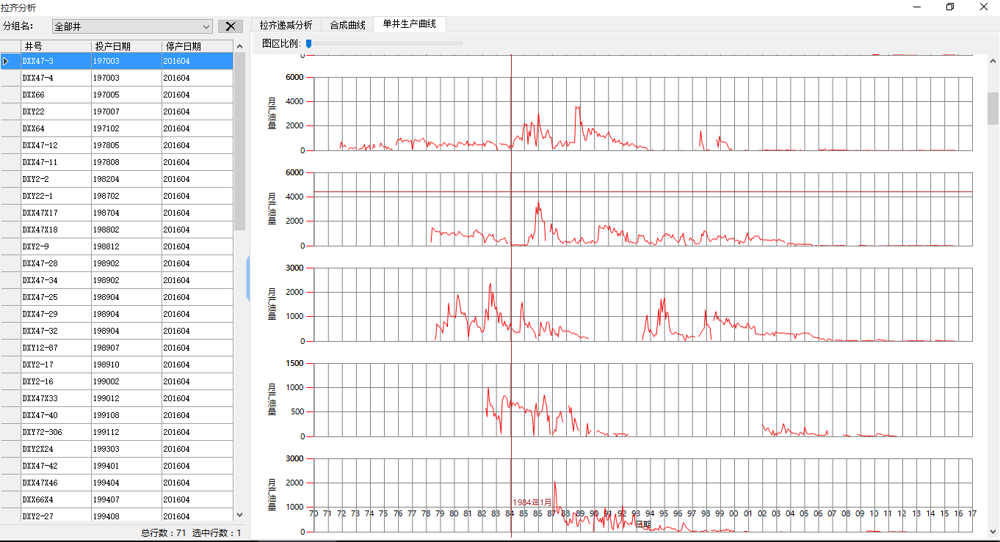 拉齐分析
分组名： 全部井
井号 投产日期 停产日期
DXX47-3 197003 201604
DXX47-4 197003 201604
DXX66 197005 201604
DXY22 197007 201604
DXX64 197102 201604
DXX47-12 197805 201604
DXX47-11 197808 201604
DXY2-2 198204 201604
DXY22-1 198702 201604
DXX47X17 198704 201604
DXX47X18 198802 201604
DXY2-9 198812 201604
DXX47-28 198902 201604
DXX47-34 198902 201604
DXX47-25 198904 201604
DXX47-29 198904 201604
DXX47-32 198904 201604
DXY12-87 198907 201604
DXY2-17 198910 201604
DXY2-16 199002 201604
DXX47X33 199012 201604
DXX47-40 199108 201604
DXY72-306 199112 201604
DXY2X24 199303 201604
DXX47-42 199401 201604
DXX47X46 199404 201604
DXX66X4 199407 201604
DXY2-27 199408 201604
总行数：71 选中行数：1
拉齐递减分析 合成曲线 单井生产曲线
图区比例:
0
6000
4000
2000
0
月产油量
6000
4000
2000
0
月产油量
3000
2000
1000
0
月产油量
1500
1000
500
0
月产油量
3000
2000
1000
0
月产油量
1984年1月
70 71 72 73 74 75 76 77 78 79 80 81 82 83 84 85 86 87 88 89 90 91 92 93 94 95 96 97 98 99 00 01 02 03 04 05 06 07 08 09 10 11 12 13 14 15 16 17
日期